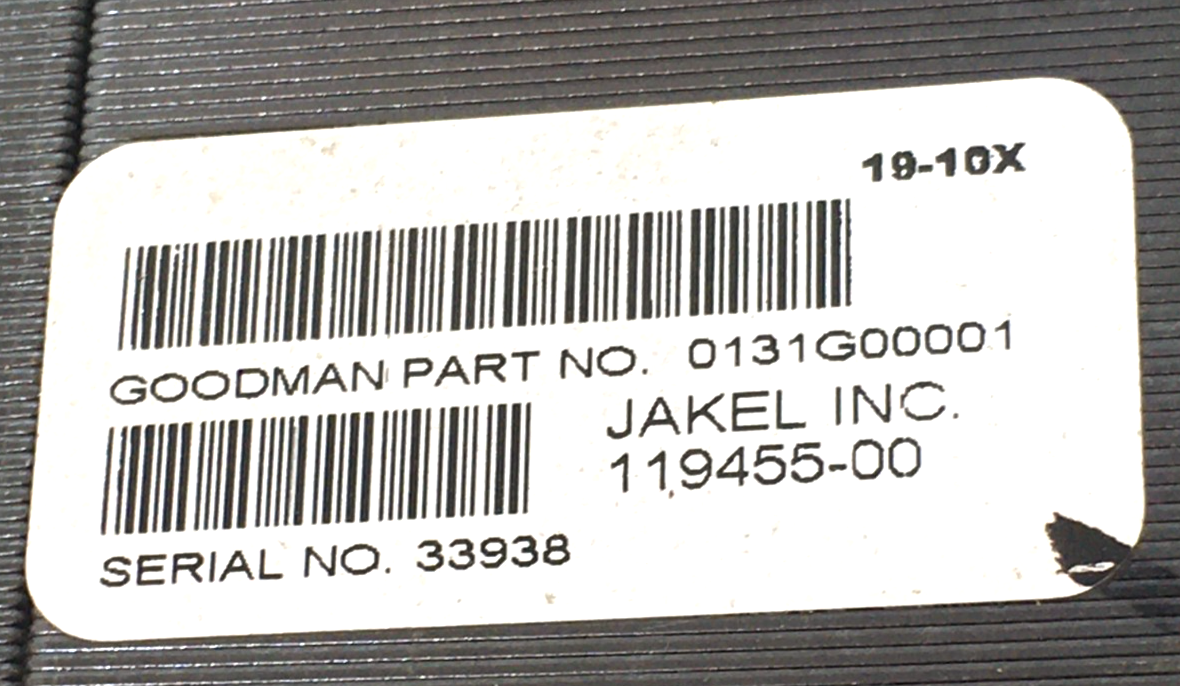 19-10X
GOODMAN PART NO. 0131G00001
JAKEL INC.
119455-00
SERIAL NO. 33938